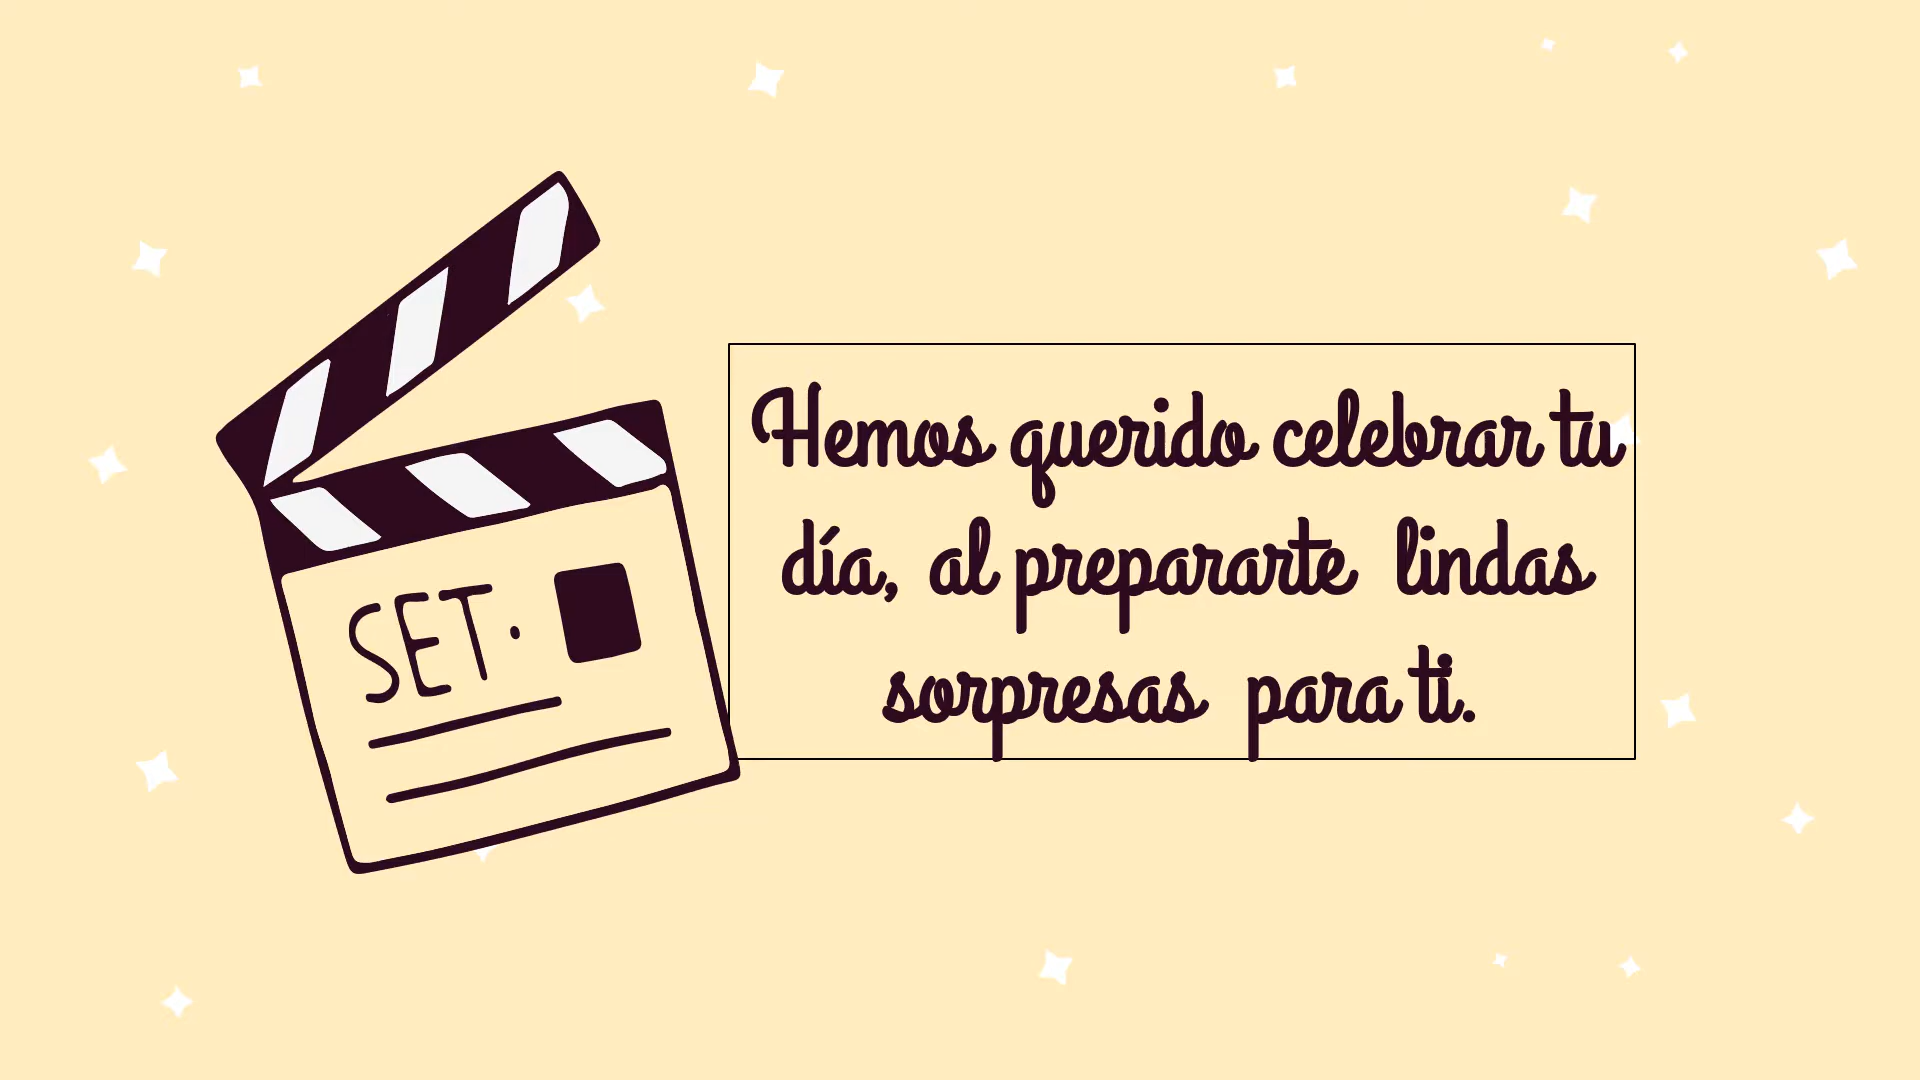 SET.
Hemos querido celebrar tu
día, al prepararte lindas
sorpresas para ti.